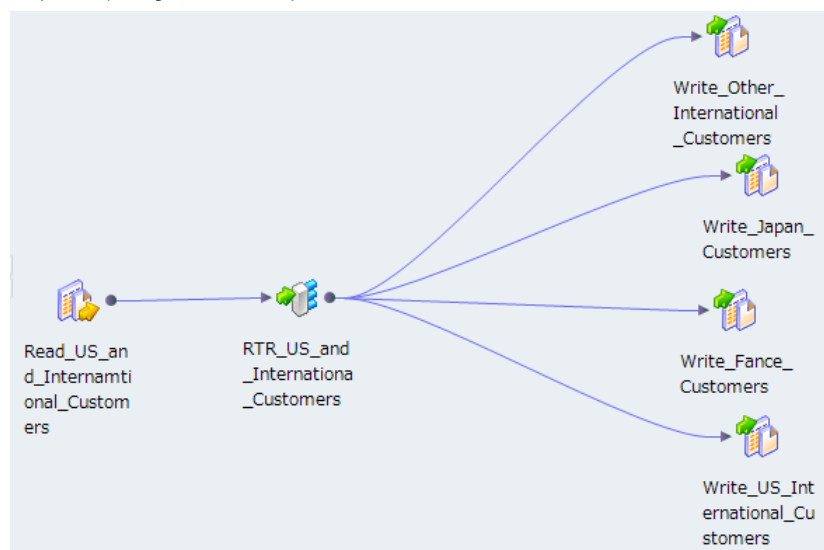 Write_Other_
International
_Customers
Write_Japan_
Customers
Read_US_an
d_Internamti
onal_Custom
ers
RTR_US_and
_Internationa
_Customers
Write_Fance_
Customers
Write_US_Int
ernational_Cu
stomers